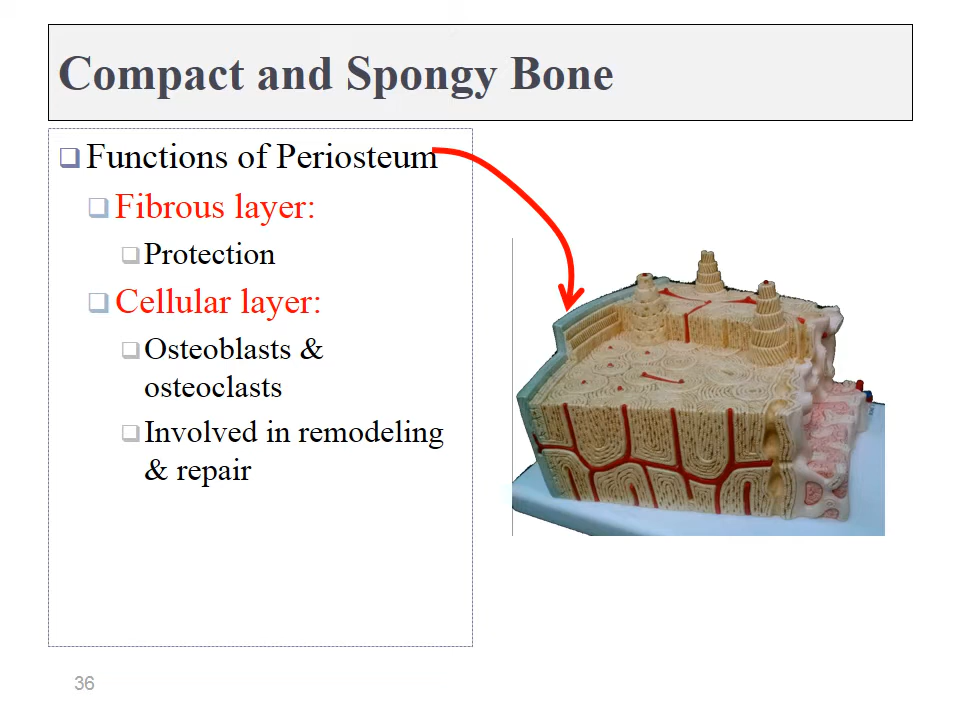 Compact and Spongy Bone
Functions of Periosteum
Fibrous layer:
Protection
Cellular layer:
Osteoblasts &
osteoclasts
Involved in remodeling
& repair
36